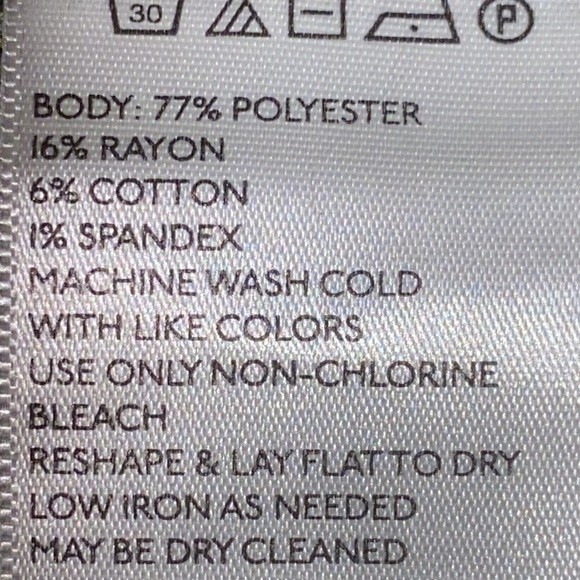 30 P
BODY: 77% POLYESTER
16% RAYON
6% COTTON
1% SPANDEX
MACHINE WASH COLD
WITH LIKE COLORS
USE ONLY NON-CHLORINE
BLEACH
RESHAPE & LAY FLAT TO DRY
LOW IRON AS NEEDED
MAY BE DRY CLEANED